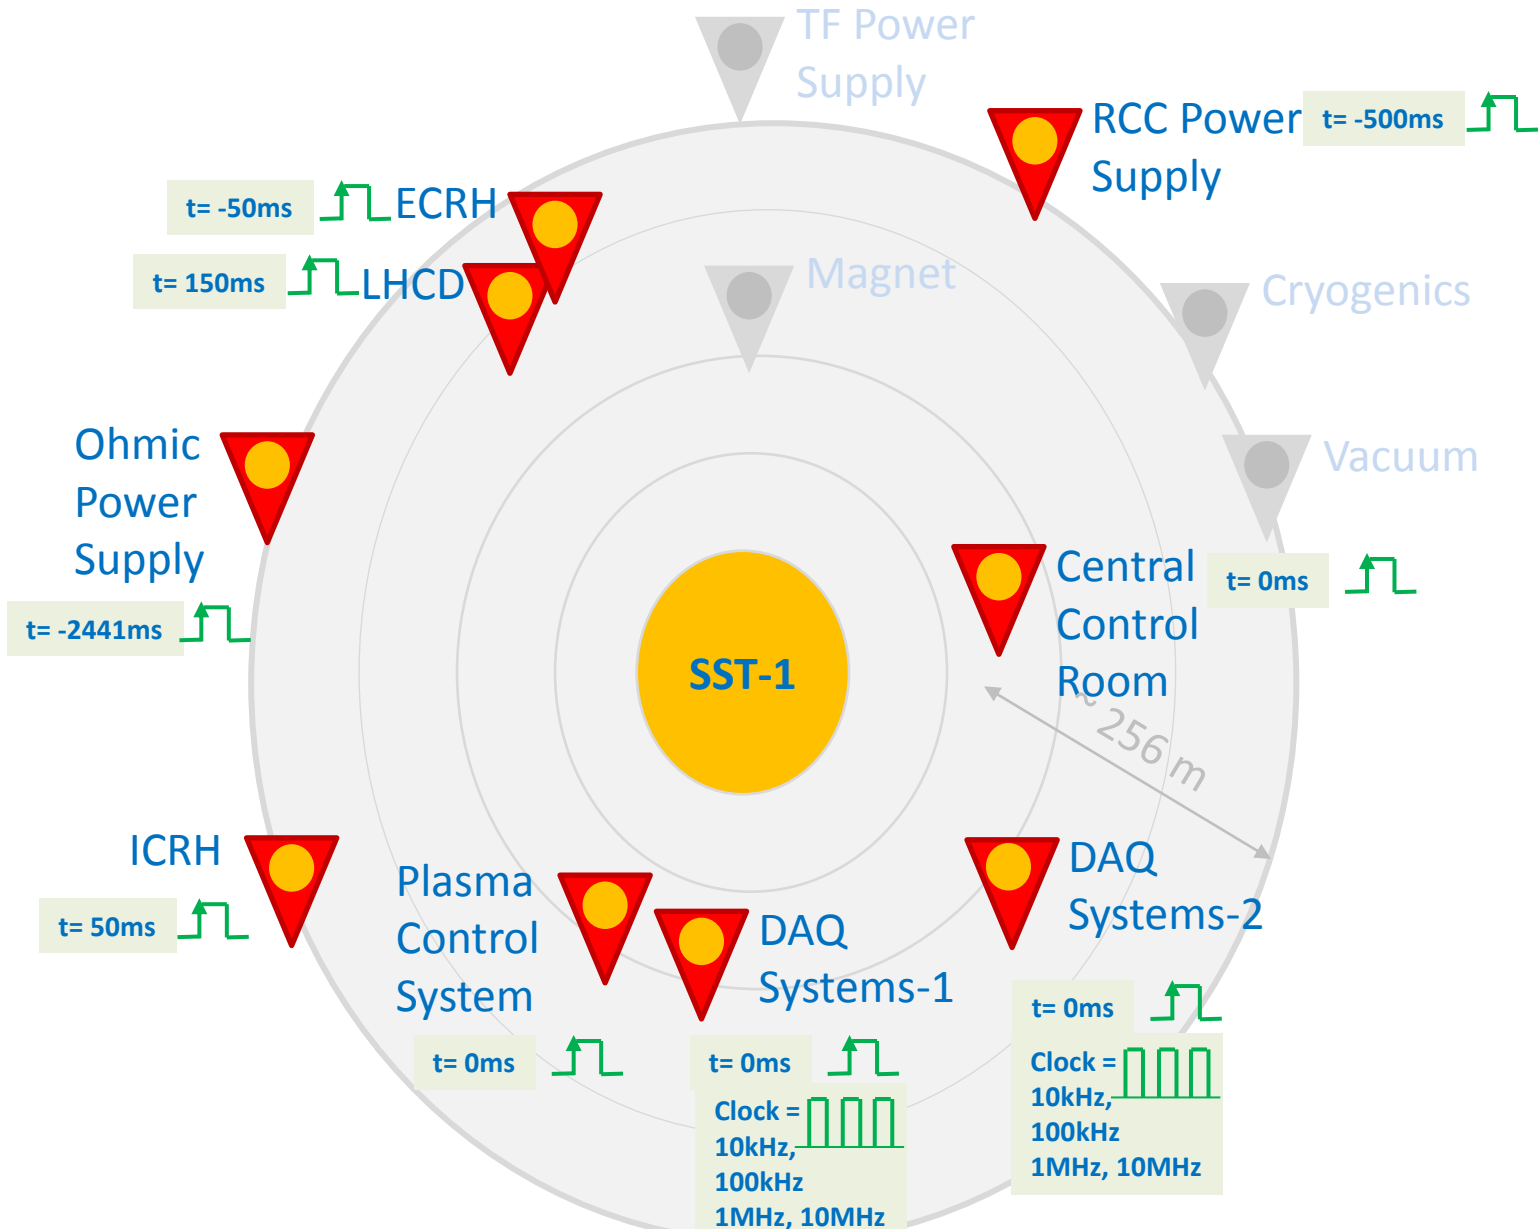 TF Power
Supply
RCC Power
Supply
t= -500ms
t= -50ms
ECRH
t= 150ms
LHCD
Magnet
Cryogenics
Ohmic
Power
Supply
t= -2441ms
Vacuum
Central
Control
Room
t= 0ms
SST-1
~ 256 m
ICRH
t= 50ms
Plasma
Control
System
t= 0ms
DAQ
Systems-1
t= 0ms
Clock =
10kHz,
100kHz
1MHz, 10MHz
DAQ
Systems-2
t= 0ms
Clock =
10kHz,
100kHz
1MHz, 10MHz